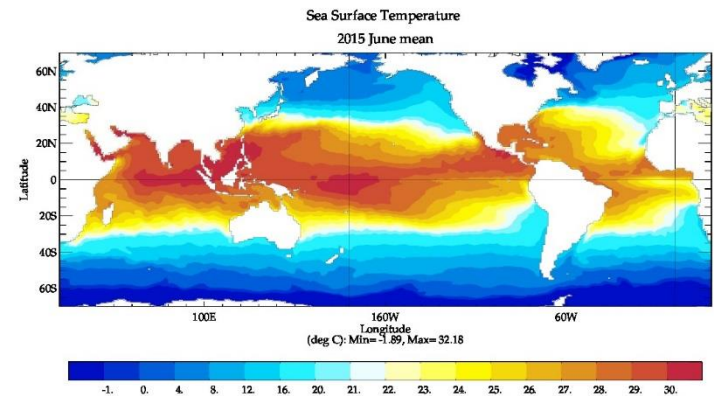 Sea Surface Temperature
2015 June mean
60N
40N
20N
0
20S
40S
60S
Latitude
100E
160W
60W
Longitude
(deg C): Min= -1.89, Max= 32.18
-1. 0. 4. 8. 12. 16. 20. 21. 22. 23. 24. 25. 26. 27. 28. 29. 30.